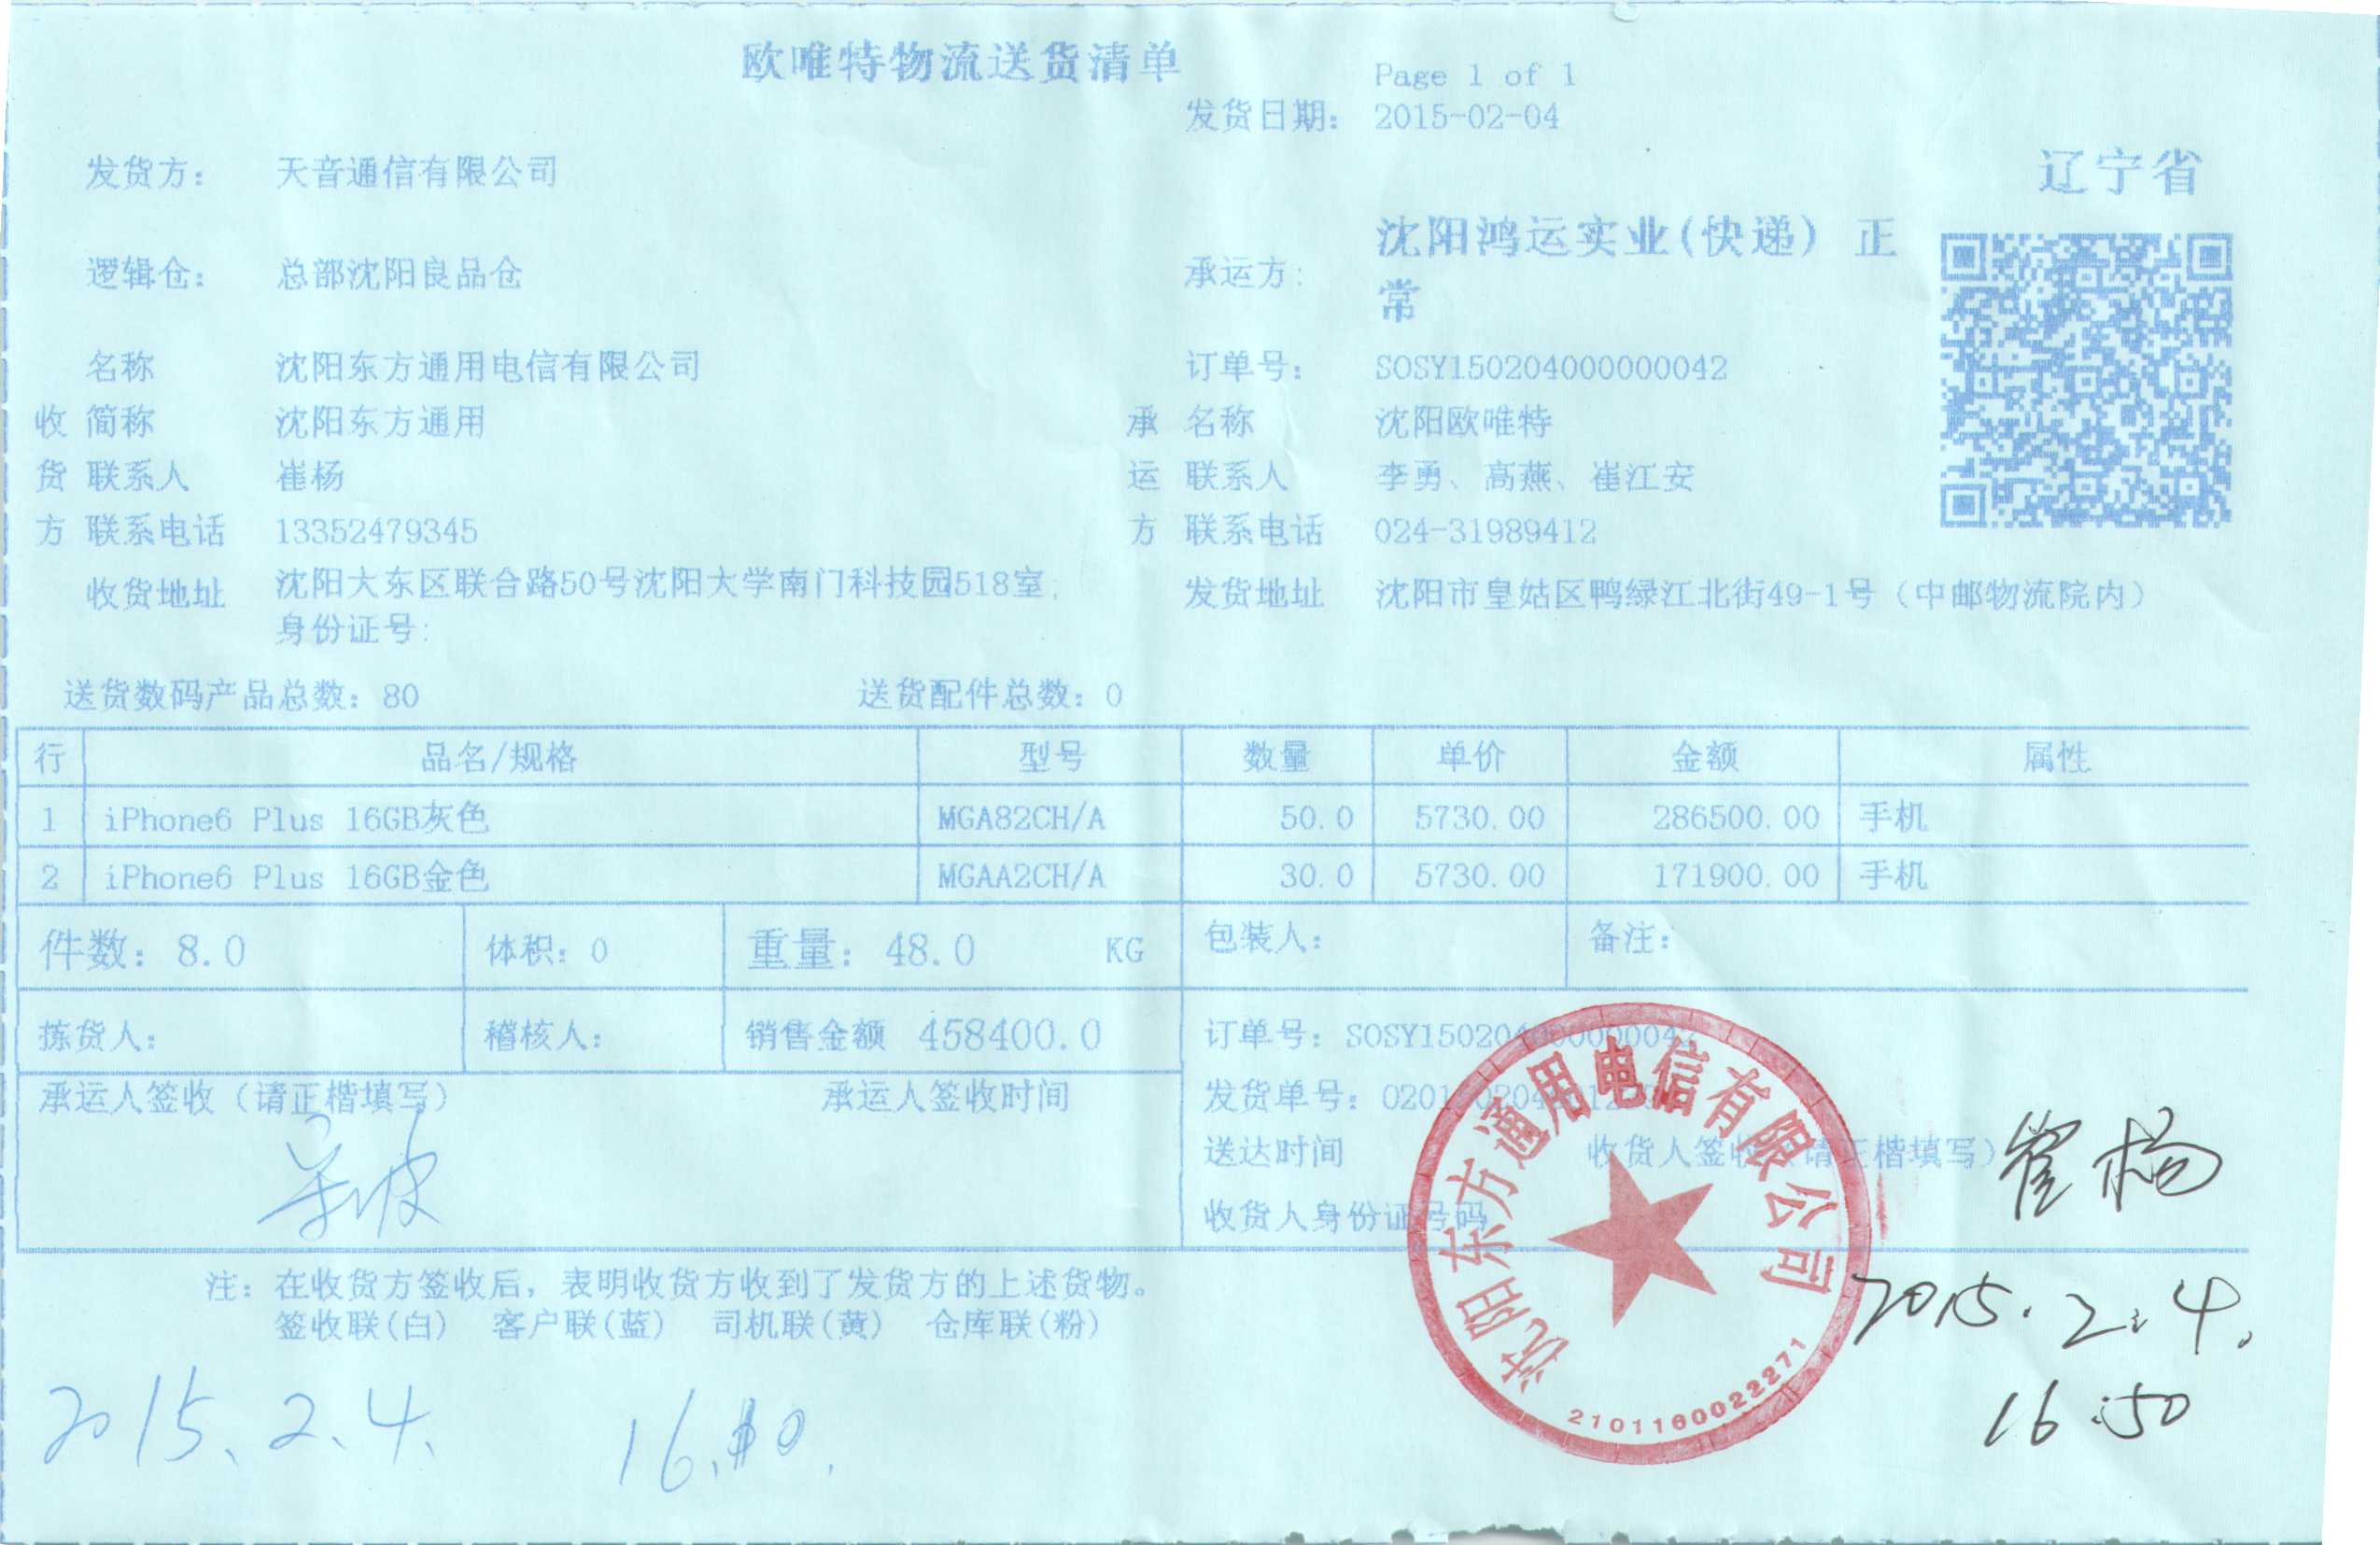 欧唯特物流送货清单
Page 1 of 1
发货日期: 2015-02-04
辽宁省
发货方: 天音通信有限公司
逻辑仓: 总部沈阳良品仓
承运方: 沈阳鸿运实业(快递) 正
常
名称 沈阳东方通用电信有限公司
订单号: SOSY150204000000042
收 简称 沈阳东方通用
承 名称 沈阳欧唯特
货 联系人 崔杨
运 联系人 李勇、高燕、崔江安
方 联系电话 13352479345
方 联系电话 024-31989412
收货地址 沈阳大东区联合路50号沈阳大学南门科技园518室,
身份证号:
发货地址 沈阳市皇姑区鸭绿江北街49-1号（中邮物流院内）
送货数码产品总数: 80 送货配件总数: 0
行 品名/规格 型号 数量 单价 金额 属性
1 iPhone6 Plus 16GB灰色 MGA82CH/A 50.0 5730.00 286500.00 手机
2 iPhone6 Plus 16GB金色 MGAA2CH/A 30.0 5730.00 171900.00 手机
件数: 8.0 体积: 0 重量: 48.0 KG 包装人: 备注:
拣货人: 稽核人: 销售金额 458400.0
订单号: SOSY150204000000042
承运人签收（请正楷填写） 承运人签收时间
发货单号:
送达时间 收货人签收（请正楷填写）
崔杨
收货人身份证号码
沈阳东方通用电信有限公司
2101160022271
注: 在收货方签收后, 表明收货方收到了发货方的上述货物。
签收联(白) 客户联(蓝) 司机联(黄) 仓库联(粉)
2015.2.4.
16:50
2015.2.4.